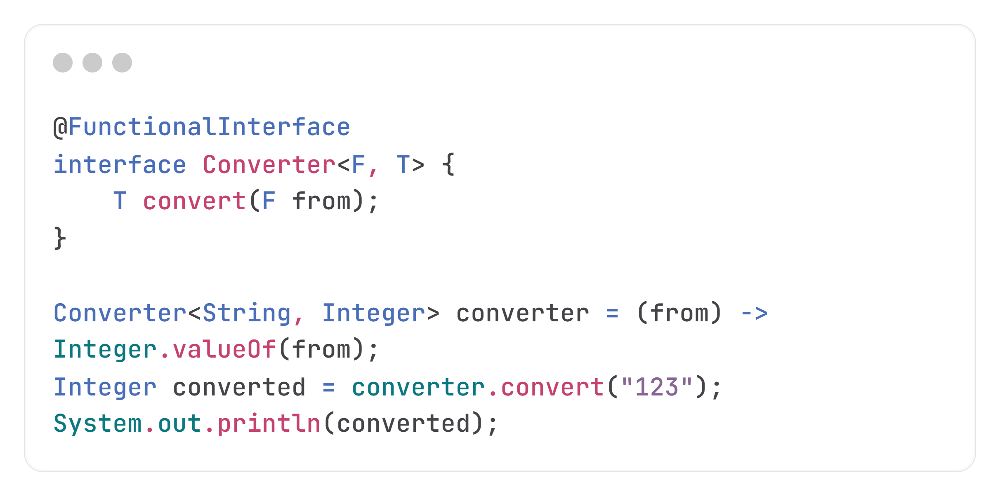 @FunctionalInterface
interface Converter<F, T> {
    T convert(F from);
}

Converter<String, Integer> converter = (from) ->
Integer.valueOf(from);
Integer converted = converter.convert("123");
System.out.println(converted);